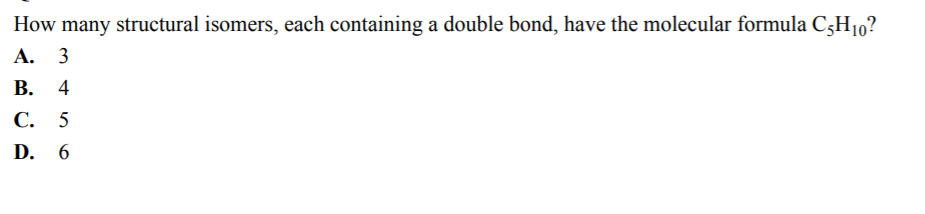 How many structural isomers, each containing a double bond, have the molecular formula C₅H₁₀?
A. 3
B. 4
C. 5
D. 6